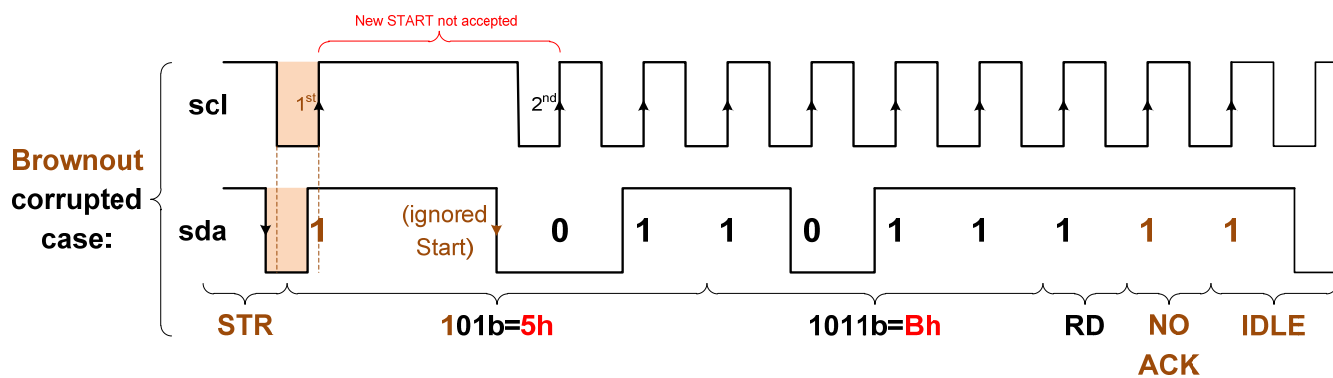 New START not accepted
scl
1st
2nd
Brownout
corrupted
case:
sda
1
(ignored
Start)
0 1 1 0 1 1 1 1 1
STR
101b=5h
1011b=Bh
RD
NO
ACK
IDLE